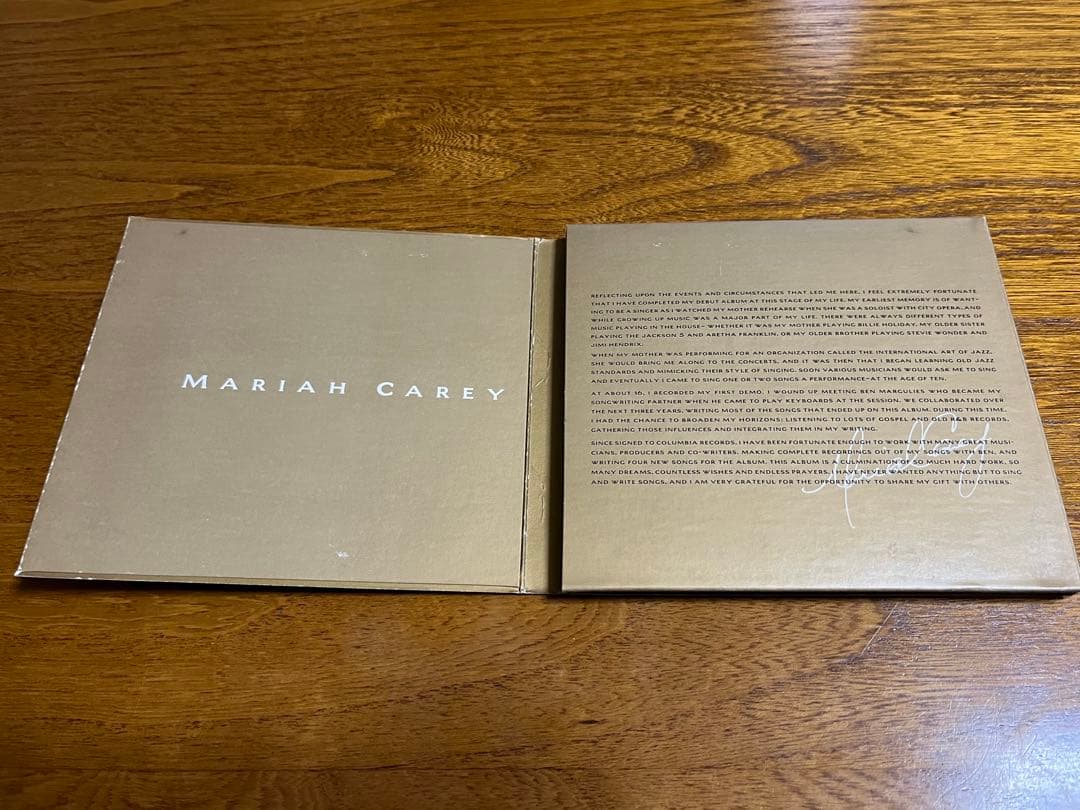 MARIAH CAREY
REFLECTING UPON THE EVENTS AND CIRCUMSTANCES THAT LED ME HERE, I FEEL EXTREMELY FORTUNATE
THAT I HAVE COMPLETED MY DEBUT ALBUM AT THIS STAGE OF MY LIFE. MY EARLIEST MEMORY IS OF WANT-
ING TO BE A SINGER AS I WATCHED MY MOTHER REHEARSE WHEN SHE WAS A SOLOIST WITH CITY OPERA, AND
WHILE GROWING UP MUSIC WAS A MAJOR PART OF MY LIFE. THERE WERE ALWAYS DIFFERENT TYPES OF
MUSIC PLAYING IN THE HOUSE- WHETHER IT WAS MY MOTHER PLAYING BILLIE HOLIDAY, MY OLDER SISTER
PLAYING THE JACKSON 5 AND ARETHA FRANKLIN, OR MY OLDER BROTHER PLAYING STEVIE WONDER AND
JIMI HENDRIX.
WHEN MY MOTHER WAS PERFORMING FOR AN ORGANIZATION CALLED THE INTERNATIONAL ART OF JAZZ,
SHE WOULD BRING ME ALONG TO THE CONCERTS, AND IT WAS THEN THAT I BEGAN LEARNING OLD JAZZ
STANDARDS AND MIMICKING THEIR STYLE OF SINGING. SOON VARIOUS MUSICIANS WOULD ASK ME TO SING
AND EVENTUALLY I CAME TO SING ONE OR TWO SONGS A PERFORMANCE-AT THE AGE OF TEN.
AT ABOUT 16, I RECORDED MY FIRST DEMO. I WOUND UP MEETING BEN MARGULIES WHO BECAME MY
SONGWRITING PARTNER WHEN HE CAME TO PLAY KEYBOARDS AT THE SESSION. WE COLLABORATED OVER
THE NEXT THREE YEARS, WRITING MOST OF THE SONGS THAT ENDED UP ON THIS ALBUM. DURING THIS TIME,
I HAD THE CHANCE TO BROADEN MY HORIZONS; LISTENING TO LOTS OF GOSPEL AND OLD R&B RECORDS,
GATHERING THOSE INFLUENCES AND INTEGRATING THEM IN MY WRITING.
SINCE SIGNED TO COLUMBIA RECORDS, I HAVE BEEN FORTUNATE ENOUGH TO WORK WITH MANY GREAT MUSI-
CIANS, PRODUCERS AND CO-WRITERS, MAKING COMPLETE RECORDINGS OUT OF MY SONGS WITH BEN, AND
WRITING FOUR NEW SONGS FOR THE ALBUM. THIS ALBUM IS A CULMINATION OF SO MUCH HARD WORK, SO
MANY DREAMS, COUNTLESS WISHES AND ENDLESS PRAYERS. I HAVE NEVER WANTED ANYTHING BUT TO SING
AND WRITE SONGS, AND I AM VERY GRATEFUL FOR THE OPPORTUNITY TO SHARE MY GIFT WITH OTHERS.
Mariah Carey